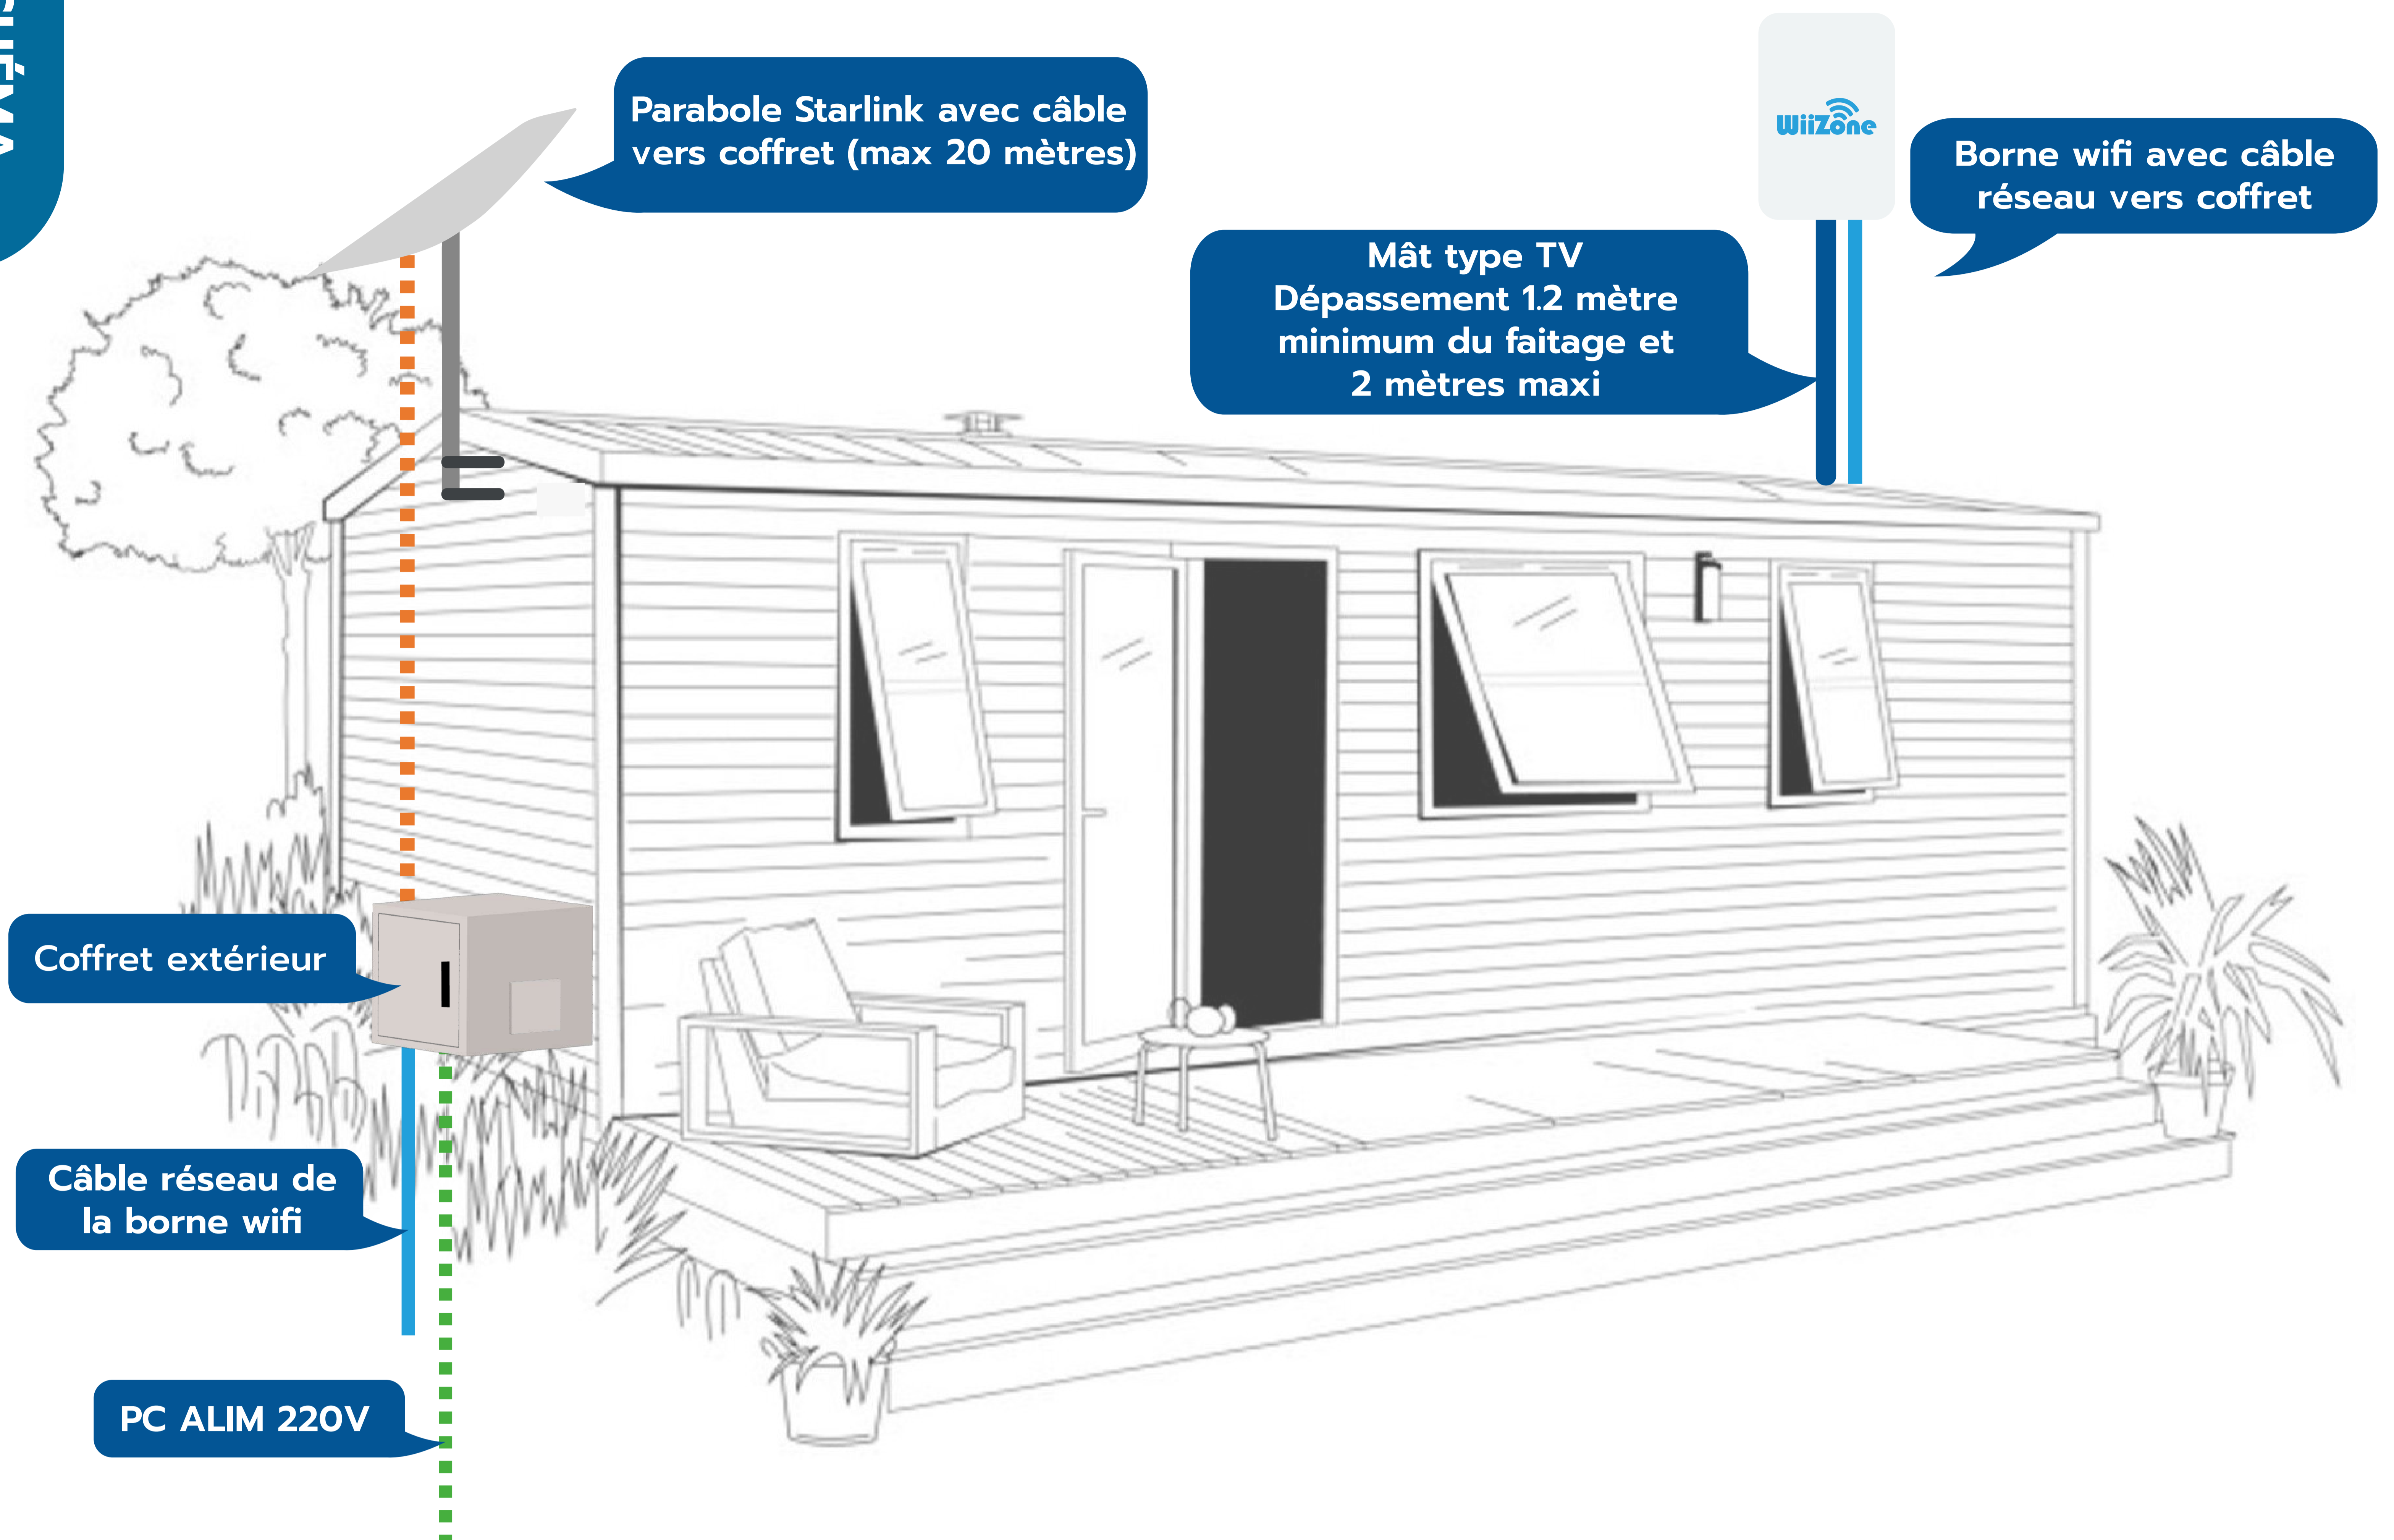 Parabole Starlink avec câble
vers coffret (max 20 mètres)
WiiZone
Borne wifi avec câble
réseau vers coffret
Mât type TV
Dépassement 1.2 mètre
minimum du faitage et
2 mètres maxi
Coffret extérieur
Câble réseau de
la borne wifi
PC ALIM 220V